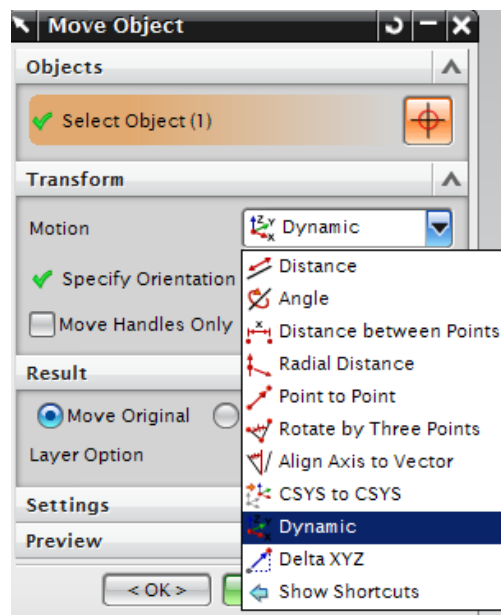 Move Object
Objects
Select Object (1)
Transform
Motion
Dynamic
Specify Orientation
Move Handles Only
Result
Move Original
Layer Option
Settings
Preview
< OK >
Distance
Angle
Distance between Points
Radial Distance
Point to Point
Rotate by Three Points
Align Axis to Vector
CSYS to CSYS
Dynamic
Delta XYZ
Show Shortcuts